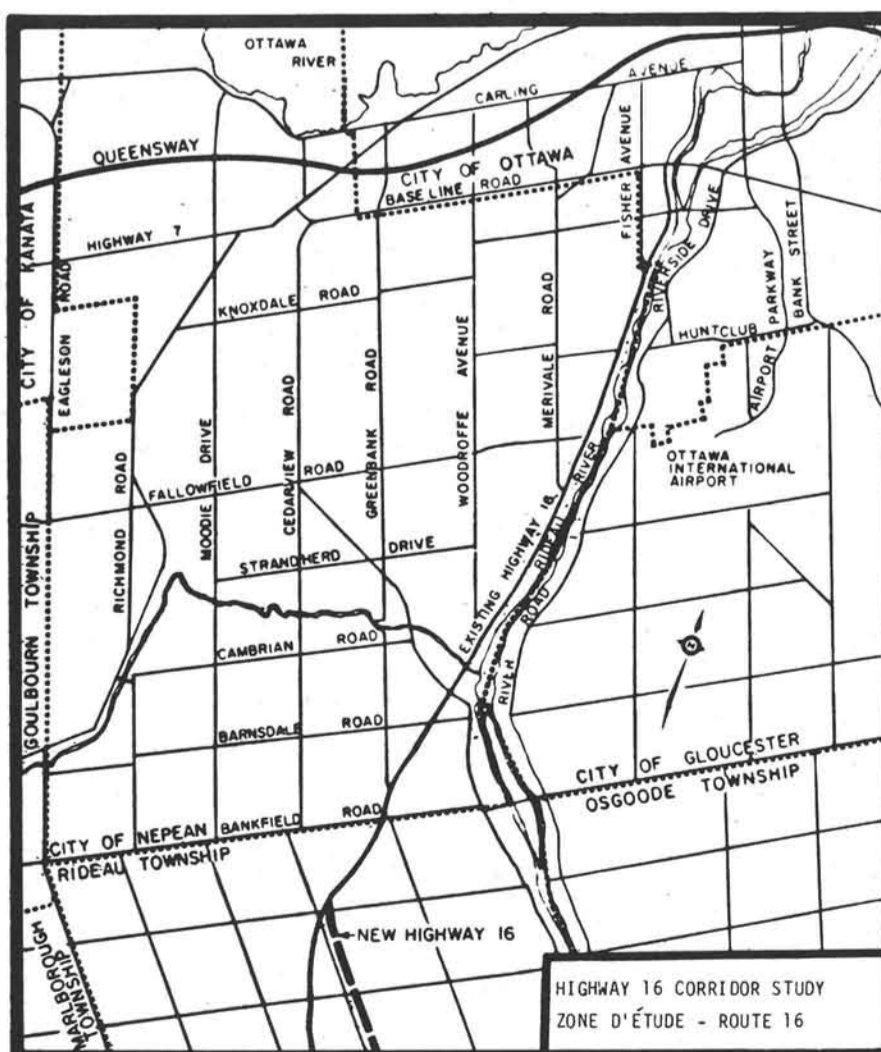 OTTAWA
RIVER
CARLING AVENUE
QUEENSWAY
CITY OF OTTAWA
BASE LINE ROAD
FISHER AVENUE
RIVERSIDE DRIVE
CITY OF KANATA
HIGHWAY 7
EAGLESON ROAD
KNOXDALE ROAD
HUNTCLUB
AIRPORT PARKWAY
BANK STREET
RICHMOND ROAD
MOODIE DRIVE
CEDARVIEW ROAD
GREENBANK ROAD
WOODROFFE AVENUE
MERIVALE ROAD
OTTAWA
INTERNATIONAL
AIRPORT
FALLOWFIELD ROAD
GOULBOURN TOWNSHIP
STRANDHERD DRIVE
EXISTING HIGHWAY 16
RIDEAU RIVER
RIVER ROAD
CAMBRIAN ROAD
BARNSDALE ROAD
CITY OF GLOUCESTER
OSGOODE TOWNSHIP
CITY OF NEPEAN
BANKFIELD ROAD
RIDEAU TOWNSHIP
NEW HIGHWAY 16
MARLBOROUGH
TOWNSHIP
HIGHWAY 16 CORRIDOR STUDY
ZONE D'ÉTUDE - ROUTE 16